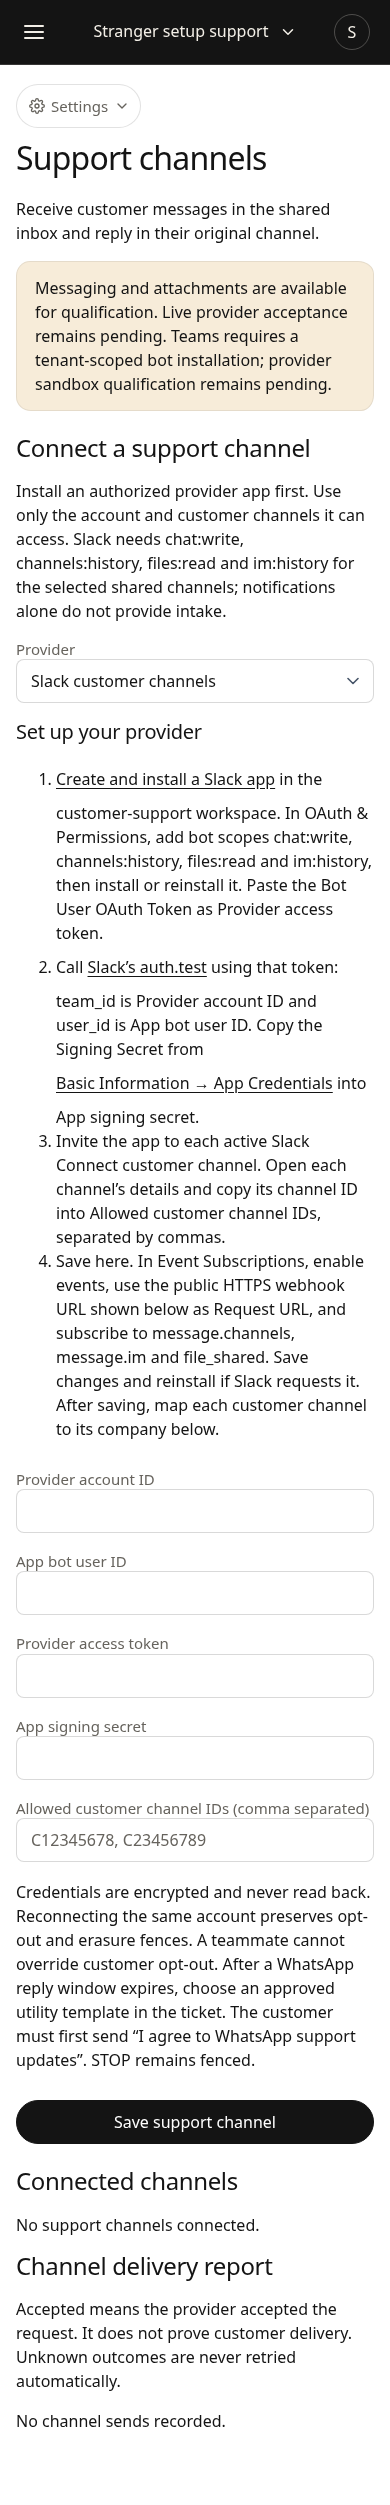 Stranger setup support
S
Settings
Support channels
Receive customer messages in the shared
inbox and reply in their original channel.
Messaging and attachments are available
for qualification. Live provider acceptance
remains pending. Teams requires a
tenant-scoped bot installation; provider
sandbox qualification remains pending.
Connect a support channel
Install an authorized provider app first. Use
only the account and customer channels it can
access. Slack needs chat:write,
channels:history, files:read and im:history for
the selected shared channels; notifications
alone do not provide intake.
Provider
Slack customer channels
Set up your provider
1. Create and install a Slack app in the
customer-support workspace. In OAuth &
Permissions, add bot scopes chat:write,
channels:history, files:read and im:history,
then install or reinstall it. Paste the Bot
User OAuth Token as Provider access
token.
2. Call Slack’s auth.test using that token:
team_id is Provider account ID and
user_id is App bot user ID. Copy the
Signing Secret from
Basic Information → App Credentials into
App signing secret.
3. Invite the app to each active Slack
Connect customer channel. Open each
channel’s details and copy its channel ID
into Allowed customer channel IDs,
separated by commas.
4. Save here. In Event Subscriptions, enable
events, use the public HTTPS webhook
URL shown below as Request URL, and
subscribe to message.channels,
message.im and file_shared. Save
changes and reinstall if Slack requests it.
After saving, map each customer channel
to its company below.
Provider account ID
App bot user ID
Provider access token
App signing secret
Allowed customer channel IDs (comma separated)
C12345678, C23456789
Credentials are encrypted and never read back.
Reconnecting the same account preserves opt-
out and erasure fences. A teammate cannot
override customer opt-out. After a WhatsApp
reply window expires, choose an approved
utility template in the ticket. The customer
must first send “I agree to WhatsApp support
updates”. STOP remains fenced.
Save support channel
Connected channels
No support channels connected.
Channel delivery report
Accepted means the provider accepted the
request. It does not prove customer delivery.
Unknown outcomes are never retried
automatically.
No channel sends recorded.